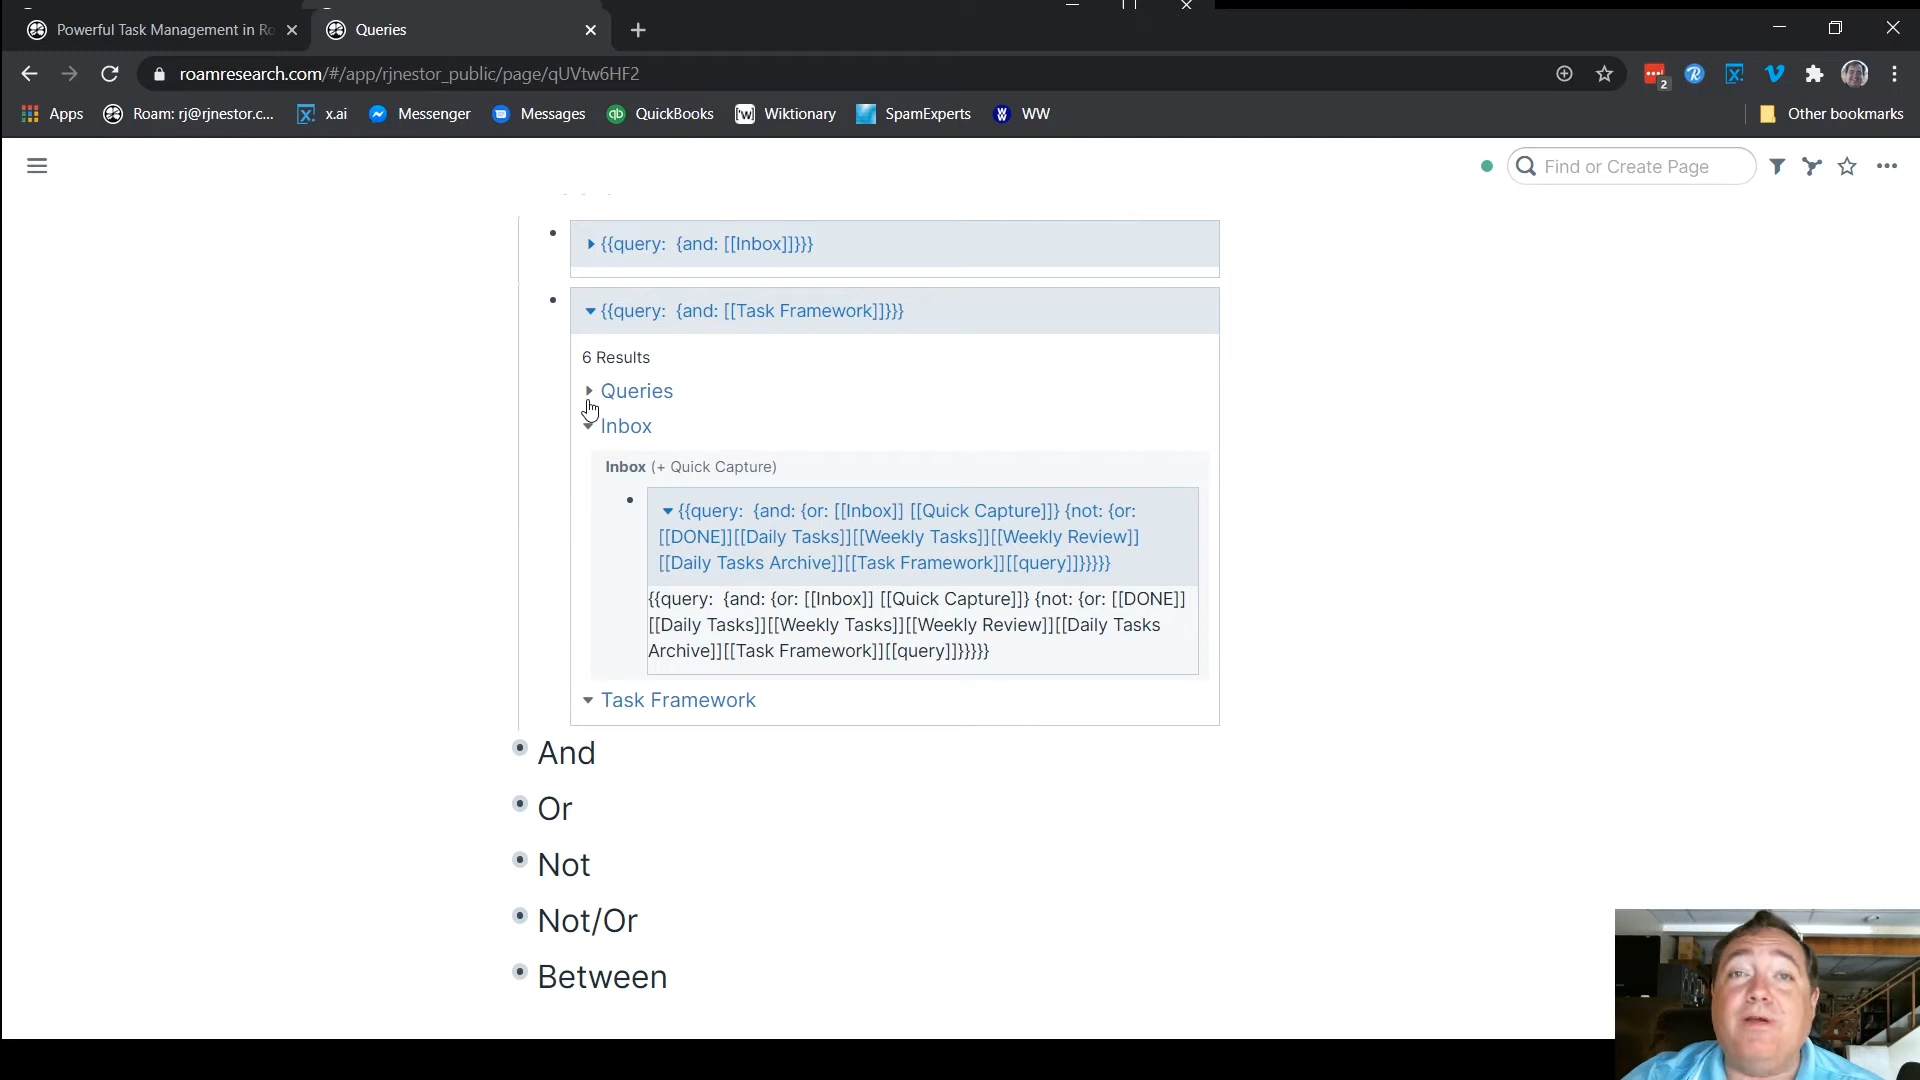 Powerful Task Management in Ro
Queries
roamresearch.com/#/app/rjnestor_public/page/qUVtw6HF2
2
Apps
Roam: rj@rjnestor.c...
x.ai
Messenger
Messages
QuickBooks
Wiktionary
SpamExperts
WW
Other bookmarks
Find or Create Page
{{query: {and: [[Inbox]]}}}
{{query: {and: [[Task Framework]]}}}
6 Results
Queries
Inbox
Inbox (+ Quick Capture)
{{query: {and: {or: [[Inbox]] [[Quick Capture]]} {not: {or:
[[DONE]][[Daily Tasks]][[Weekly Tasks]][[Weekly Review]]
[[Daily Tasks Archive]][[Task Framework]][[query]]}}}}}
{{query: {and: {or: [[Inbox]] [[Quick Capture]]} {not: {or: [[DONE]]
[[Daily Tasks]][[Weekly Tasks]][[Weekly Review]][[Daily Tasks
Archive]][[Task Framework]][[query]]}}}}}
Task Framework
And
Or
Not
Not/Or
Between